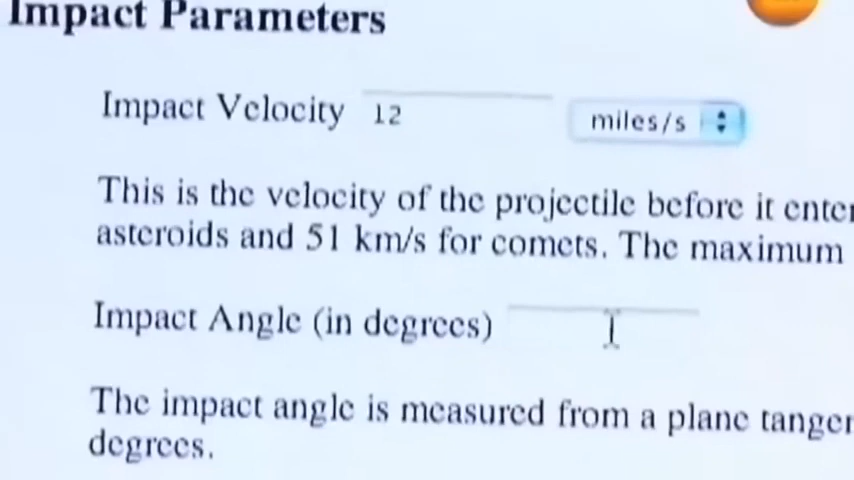 Impact Parameters
Impact Velocity 12 miles/s
This is the velocity of the projectile before it enter
asteroids and 51 km/s for comets. The maximum
Impact Angle (in degrees)
The impact angle is measured from a plane tangen
degrees.